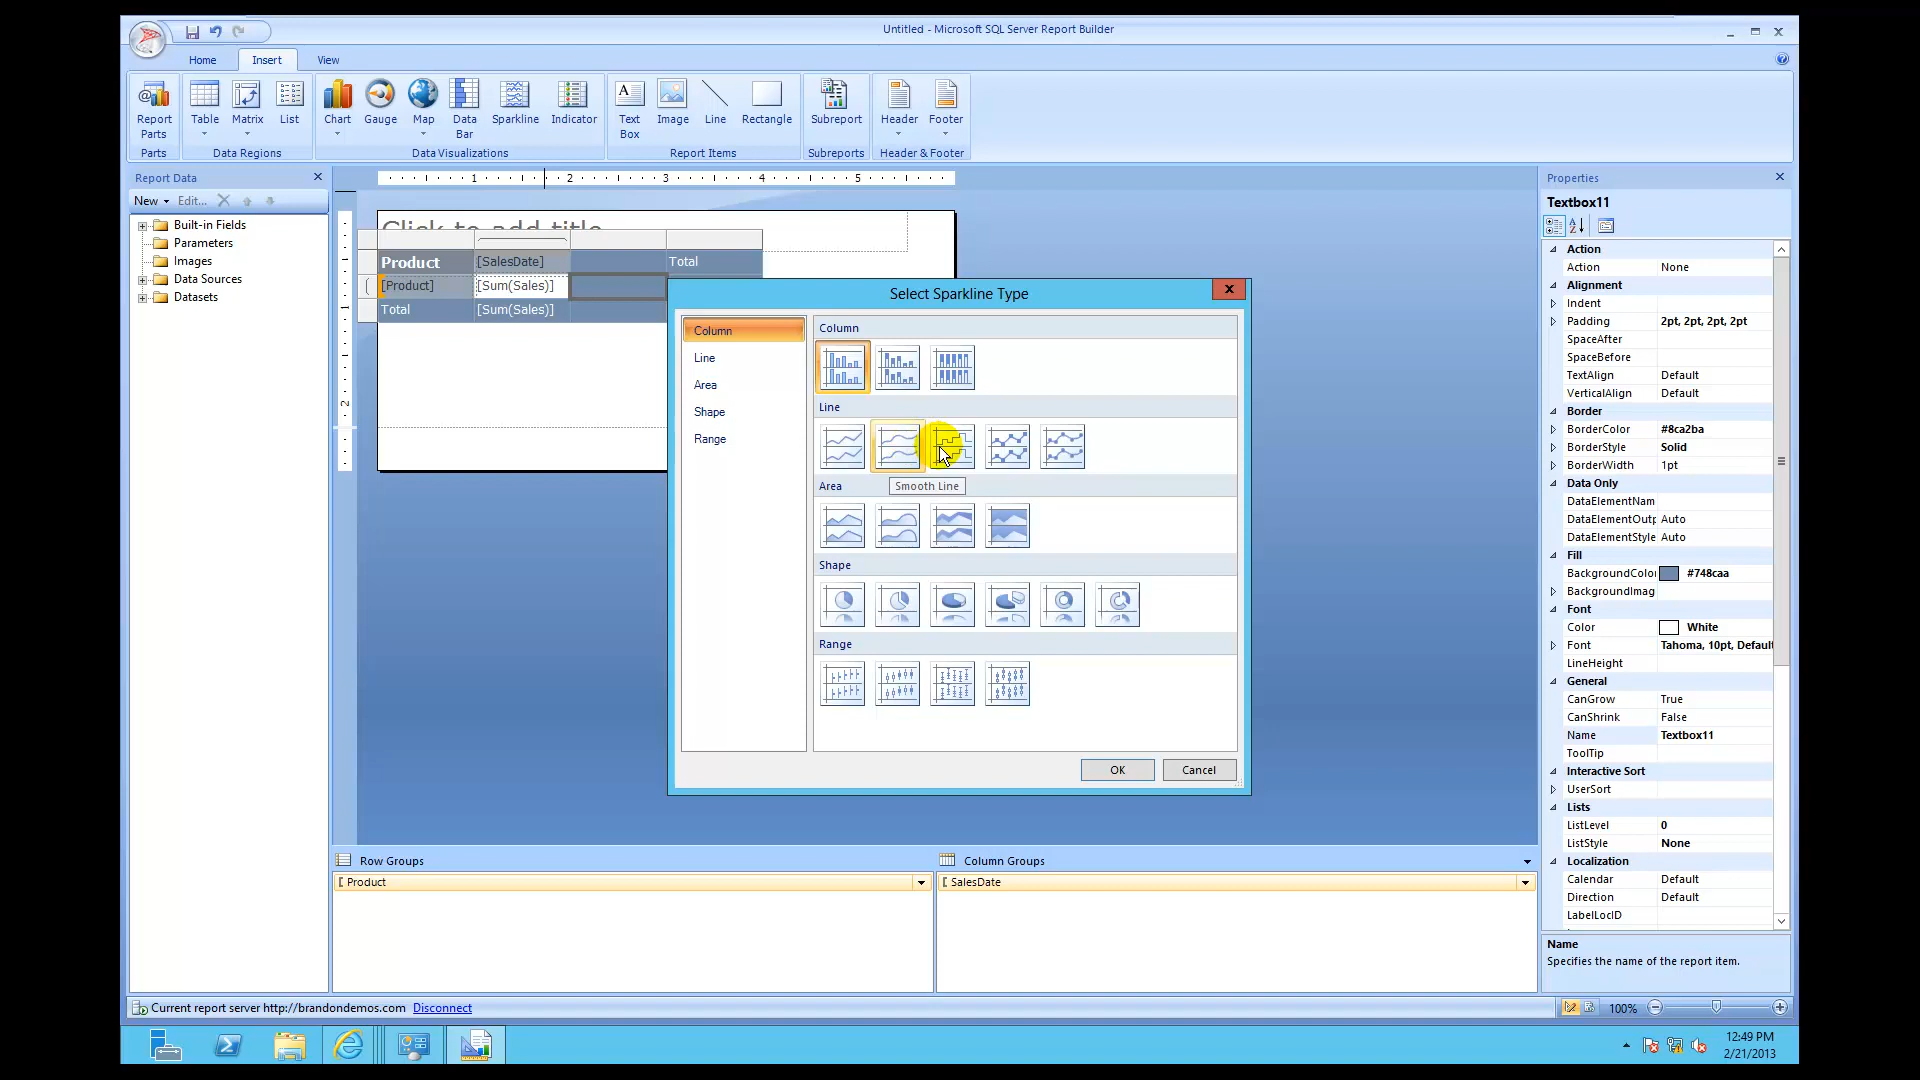 Untitled - Microsoft SQL Server Report Builder
Home Insert View
Report Parts
Table
Matrix
List
Chart
Gauge
Map
Data Bar
Sparkline
Indicator
Text Box
Image
Line
Rectangle
Subreport
Header
Footer
Parts
Data Regions
Data Visualizations
Report Items
Subreports
Header & Footer
Report Data
New Edit...
Built-in Fields
Parameters
Images
Data Sources
Datasets
1 2 3 4 5
1
1
2
Product [SalesDate] Total
[Product] [Sum(Sales)]
Total [Sum(Sales)]
Select Sparkline Type
Column
Line
Area
Shape
Range
Column
Line
Smooth Line
Area
Shape
Range
OK Cancel
Row Groups
[ Product
Column Groups
[ SalesDate
Properties
Textbox11
Action
Action None
Alignment
Indent
Padding 2pt, 2pt, 2pt, 2pt
SpaceAfter
SpaceBefore
TextAlign Default
VerticalAlign Default
Border
BorderColor #8ca2ba
BorderStyle Solid
BorderWidth 1pt
Data Only
DataElementNam
DataElementOutp Auto
DataElementStyle Auto
Fill
BackgroundColor #748caa
BackgroundImag
Font
Color White
Font Tahoma, 10pt, Default
LineHeight
General
CanGrow True
CanShrink False
Name Textbox11
ToolTip
Interactive Sort
UserSort
Lists
ListLevel 0
ListStyle None
Localization
Calendar Default
Direction Default
LabelLocID
Name
Specifies the name of the report item.
Current report server http://brandondemos.com Disconnect
100%
12:49 PM
2/21/2013